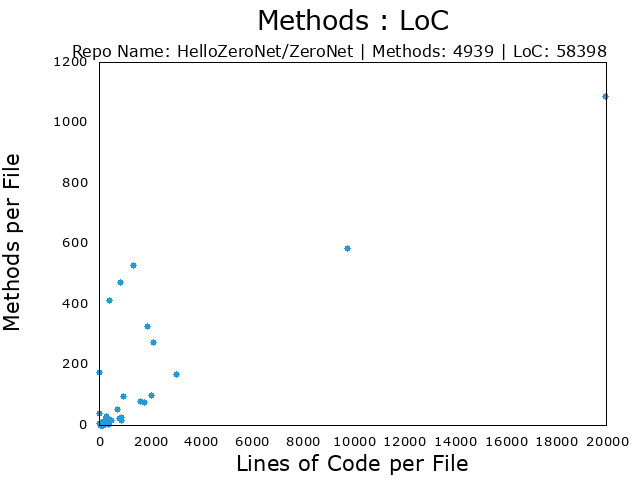 Methods : LoC
Repo Name: HelloZeroNet/ZeroNet | Methods: 4939 | LoC: 58398
1200
1000
800
600
400
200
0
Methods per File
0 2000 4000 6000 8000 10000 12000 14000 16000 18000 20000
Lines of Code per File